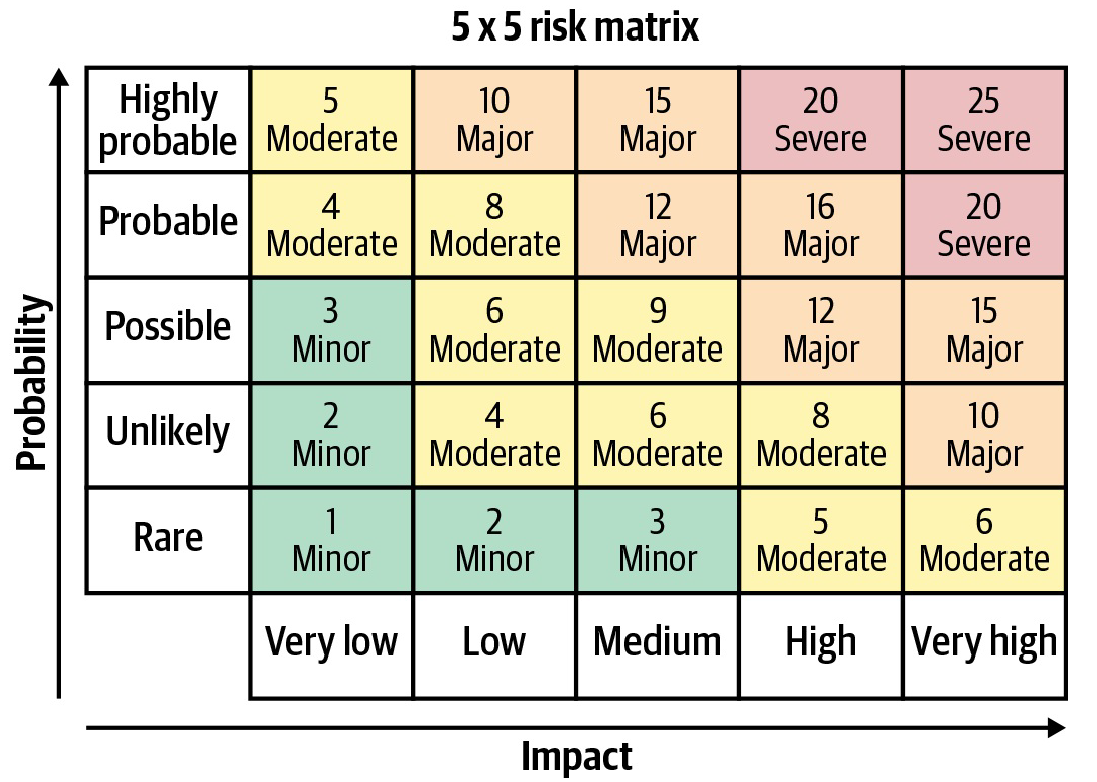 5 x 5 risk matrix
Highly
probable
5
Moderate
10
Major
15
Major
20
Severe
25
Severe
Probable
4
Moderate
8
Moderate
12
Major
16
Major
20
Severe
Possible
3
Minor
6
Moderate
9
Moderate
12
Major
15
Major
Unlikely
2
Minor
4
Moderate
6
Moderate
8
Moderate
10
Major
Rare
1
Minor
2
Minor
3
Minor
5
Moderate
6
Moderate
Very low
Low
Medium
High
Very high
Probability
Impact